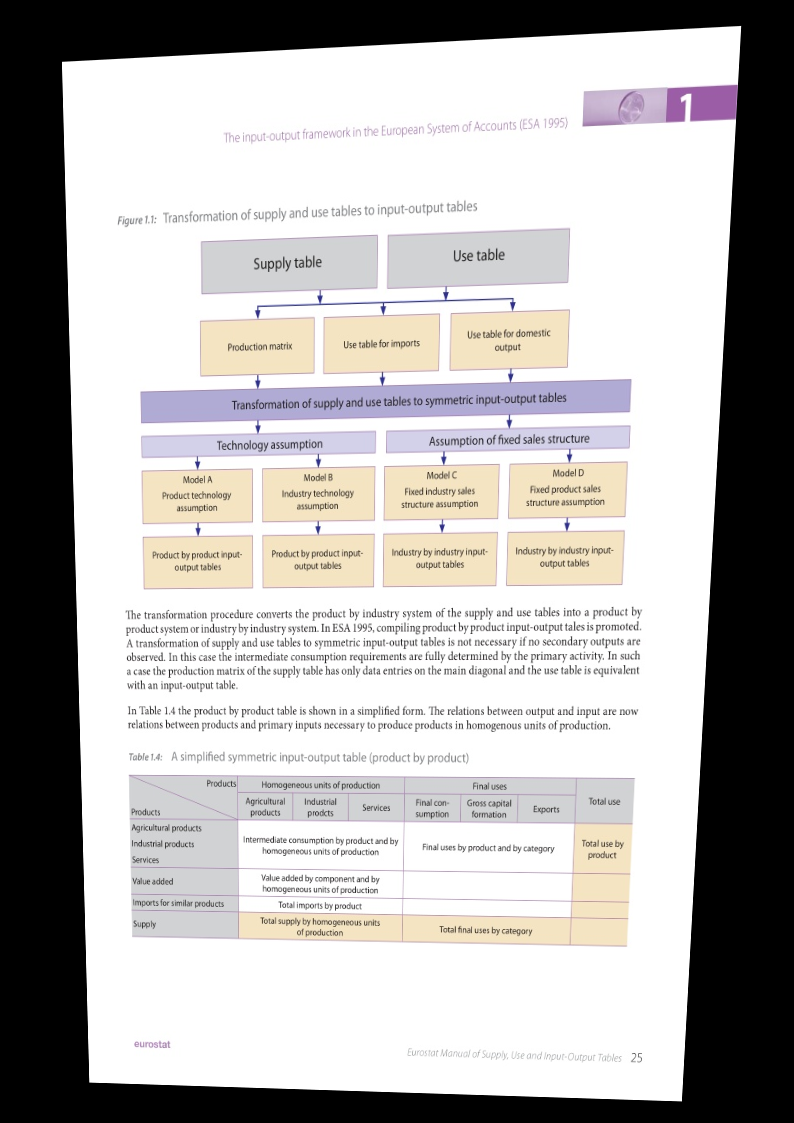 The input-output framework in the European System of Accounts (ESA 1995)
1
Figure 1.1: Transformation of supply and use tables to input-output tables
Supply table
Use table
Production matrix
Use table for imports
Use table for domestic
output
Transformation of supply and use tables to symmetric input-output tables
Technology assumption
Assumption of fixed sales structure
Model A
Product technology
assumption
Model B
Industry technology
assumption
Model C
Fixed industry sales
structure assumption
Model D
Fixed product sales
structure assumption
Product by product input-
output tables
Product by product input-
output tables
Industry by industry input-
output tables
Industry by industry input-
output tables
The transformation procedure converts the product by industry system of the supply and use tables into a product by
product system or industry by industry system. In ESA 1995, compiling product by product input-output tales is promoted.
A transformation of supply and use tables to symmetric input-output tables is not necessary if no secondary outputs are
observed. In this case the intermediate consumption requirements are fully determined by the primary activity. In such
a case the production matrix of the supply table has only data entries on the main diagonal and the use table is equivalent
with an input-output table.
In Table 1.4 the product by product table is shown in a simplified form. The relations between output and input are now
relations between products and primary inputs necessary to produce products in homogenous units of production.
Table 1.4: A simplified symmetric input-output table (product by product)
Products
Products
Homogeneous units of production
Final uses
Total use
Agricultural
products
Industrial
prodcts
Services
Final con-
sumption
Gross capital
formation
Exports
Agricultural products
Industrial products
Services
Intermediate consumption by product and by
homogeneous units of production
Final uses by product and by category
Total use by
product
Value added
Value added by component and by
homogeneous units of production
Imports for similar products
Total imports by product
Supply
Total supply by homogeneous units
of production
Total final uses by category
eurostat
Eurostat Manual of Supply, Use and Input-Output Tables 25